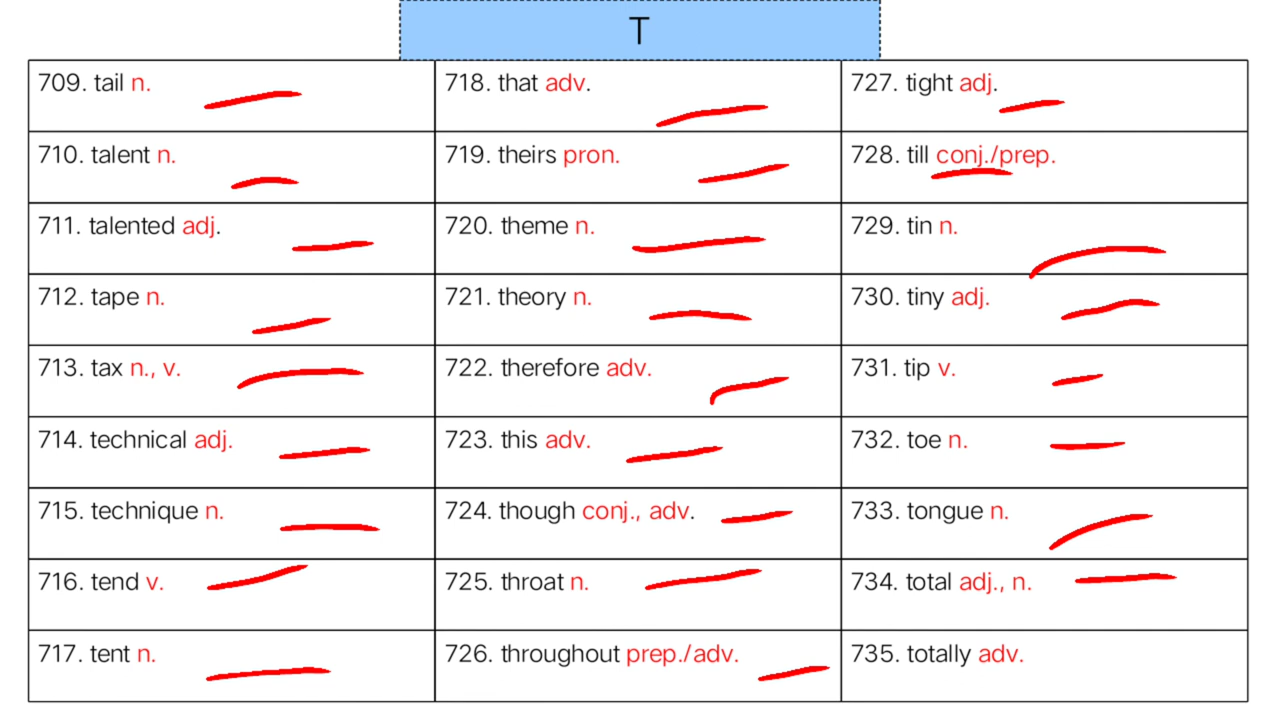 T
709. tail n.
718. that adv.
727. tight adj.
710. talent n.
719. theirs pron.
728. till conj./prep.
711. talented adj.
720. theme n.
729. tin n.
712. tape n.
721. theory n.
730. tiny adj.
713. tax n., v.
722. therefore adv.
731. tip v.
714. technical adj.
723. this adv.
732. toe n.
715. technique n.
724. though conj., adv.
733. tongue n.
716. tend v.
725. throat n.
734. total adj., n.
717. tent n.
726. throughout prep./adv.
735. totally adv.